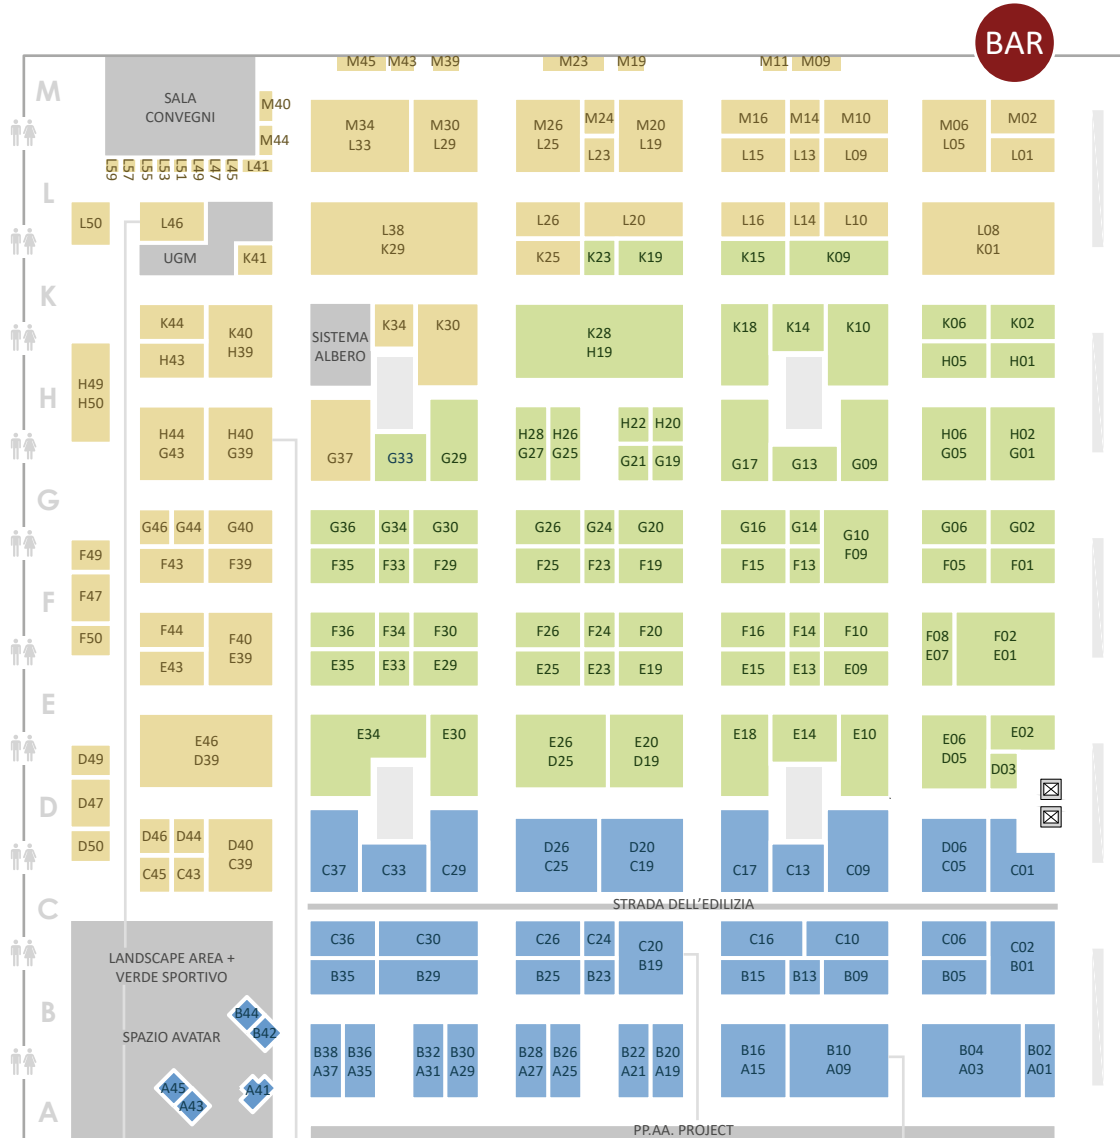 BAR
M45 M43 M39 M23 M19 M11 M09
M
SALA
CONVEGNI
M40
M44
M34
L33
M30
L29
M26
L25
M24
L23
M20
L19
M16
L15
M14
L13
M10
L09
M06
L05
M02
L01
L59 L57 L55 L53 L51 L49 L47 L45 L41
L
L50
L46
UGM
K41
L38
K29
L26
L20
K25
K23
K19
L16
L14
L10
K15
K09
L08
K01
K
K44
H43
K40
H39
SISTEMA
ALBERO
K34
K30
K28
H19
K18
K14
K10
K06
K02
H05
H01
H
H49
H50
H44
G43
H40
G39
G37
G33
G29
H28
G27
H26
G25
H22
H20
G21
G19
G17
G13
G09
H06
G05
H02
G01
G
G46
G44
G40
G36
G34
G30
G26
G24
G20
G16
G14
G10
F09
G06
G02
F49
F43
F39
F35
F33
F29
F25
F23
F19
F15
F13
F05
F01
F
F47
F50
F44
E43
F40
E39
F36
F34
F30
E35
E33
E29
F26
F24
F20
E25
E23
E19
F16
F14
F10
E15
E13
E09
F08
E07
F02
E01
E
E46
D39
E34
E30
E26
D25
E20
D19
E18
E14
E10
E06
D05
E02
D03
D49
D
D47
D50
D46
D44
C45
C43
D40
C39
C37
C33
C29
D26
C25
D20
C19
C17
C13
C09
D06
C05
C01
C
STRADA DELL'EDILIZIA
LANDSCAPE AREA +
VERDE SPORTIVO
C36
C30
B35
B29
C26
C24
C20
B19
B25
B23
C16
C10
B15
B13
B09
C06
B05
C02
B01
B
B44
B42
SPAZIO AVATAR
A45
A43
A41
B38
A37
B36
A35
B32
A31
B30
A29
B28
A27
B26
A25
B22
A21
B20
A19
B16
A15
B10
A09
B04
A03
B02
A01
A
PP.AA. PROJECT